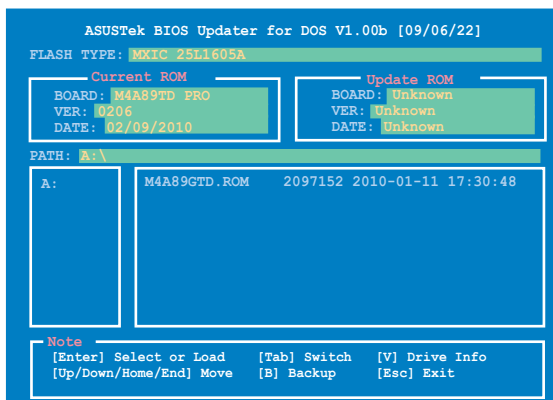 ASUSTek BIOS Updater for DOS V1.00b [09/06/22]
FLASH TYPE: MXIC 25L1605A
Current ROM
BOARD: M4A89TD PRO
VER: 0206
DATE: 02/09/2010
Update ROM
BOARD: Unknown
VER: Unknown
DATE: Unknown
PATH: A:\
A:
M4A89GTD.ROM 2097152 2010-01-11 17:30:48
Note
[Enter] Select or Load [Tab] Switch [V] Drive Info
[Up/Down/Home/End] Move [B] Backup [Esc] Exit